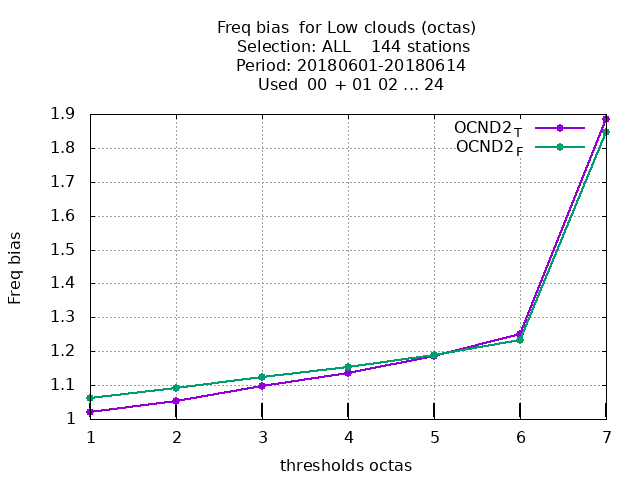 Freq bias  for Low clouds (octas)
Selection: ALL    144 stations
Period: 20180601-20180614
Used  00 + 01 02 ... 24
OCND2_T
OCND2_F
1.9
1.8
1.7
1.6
1.5
1.4
1.3
1.2
1.1
1
Freq bias
1 2 3 4 5 6 7
thresholds octas